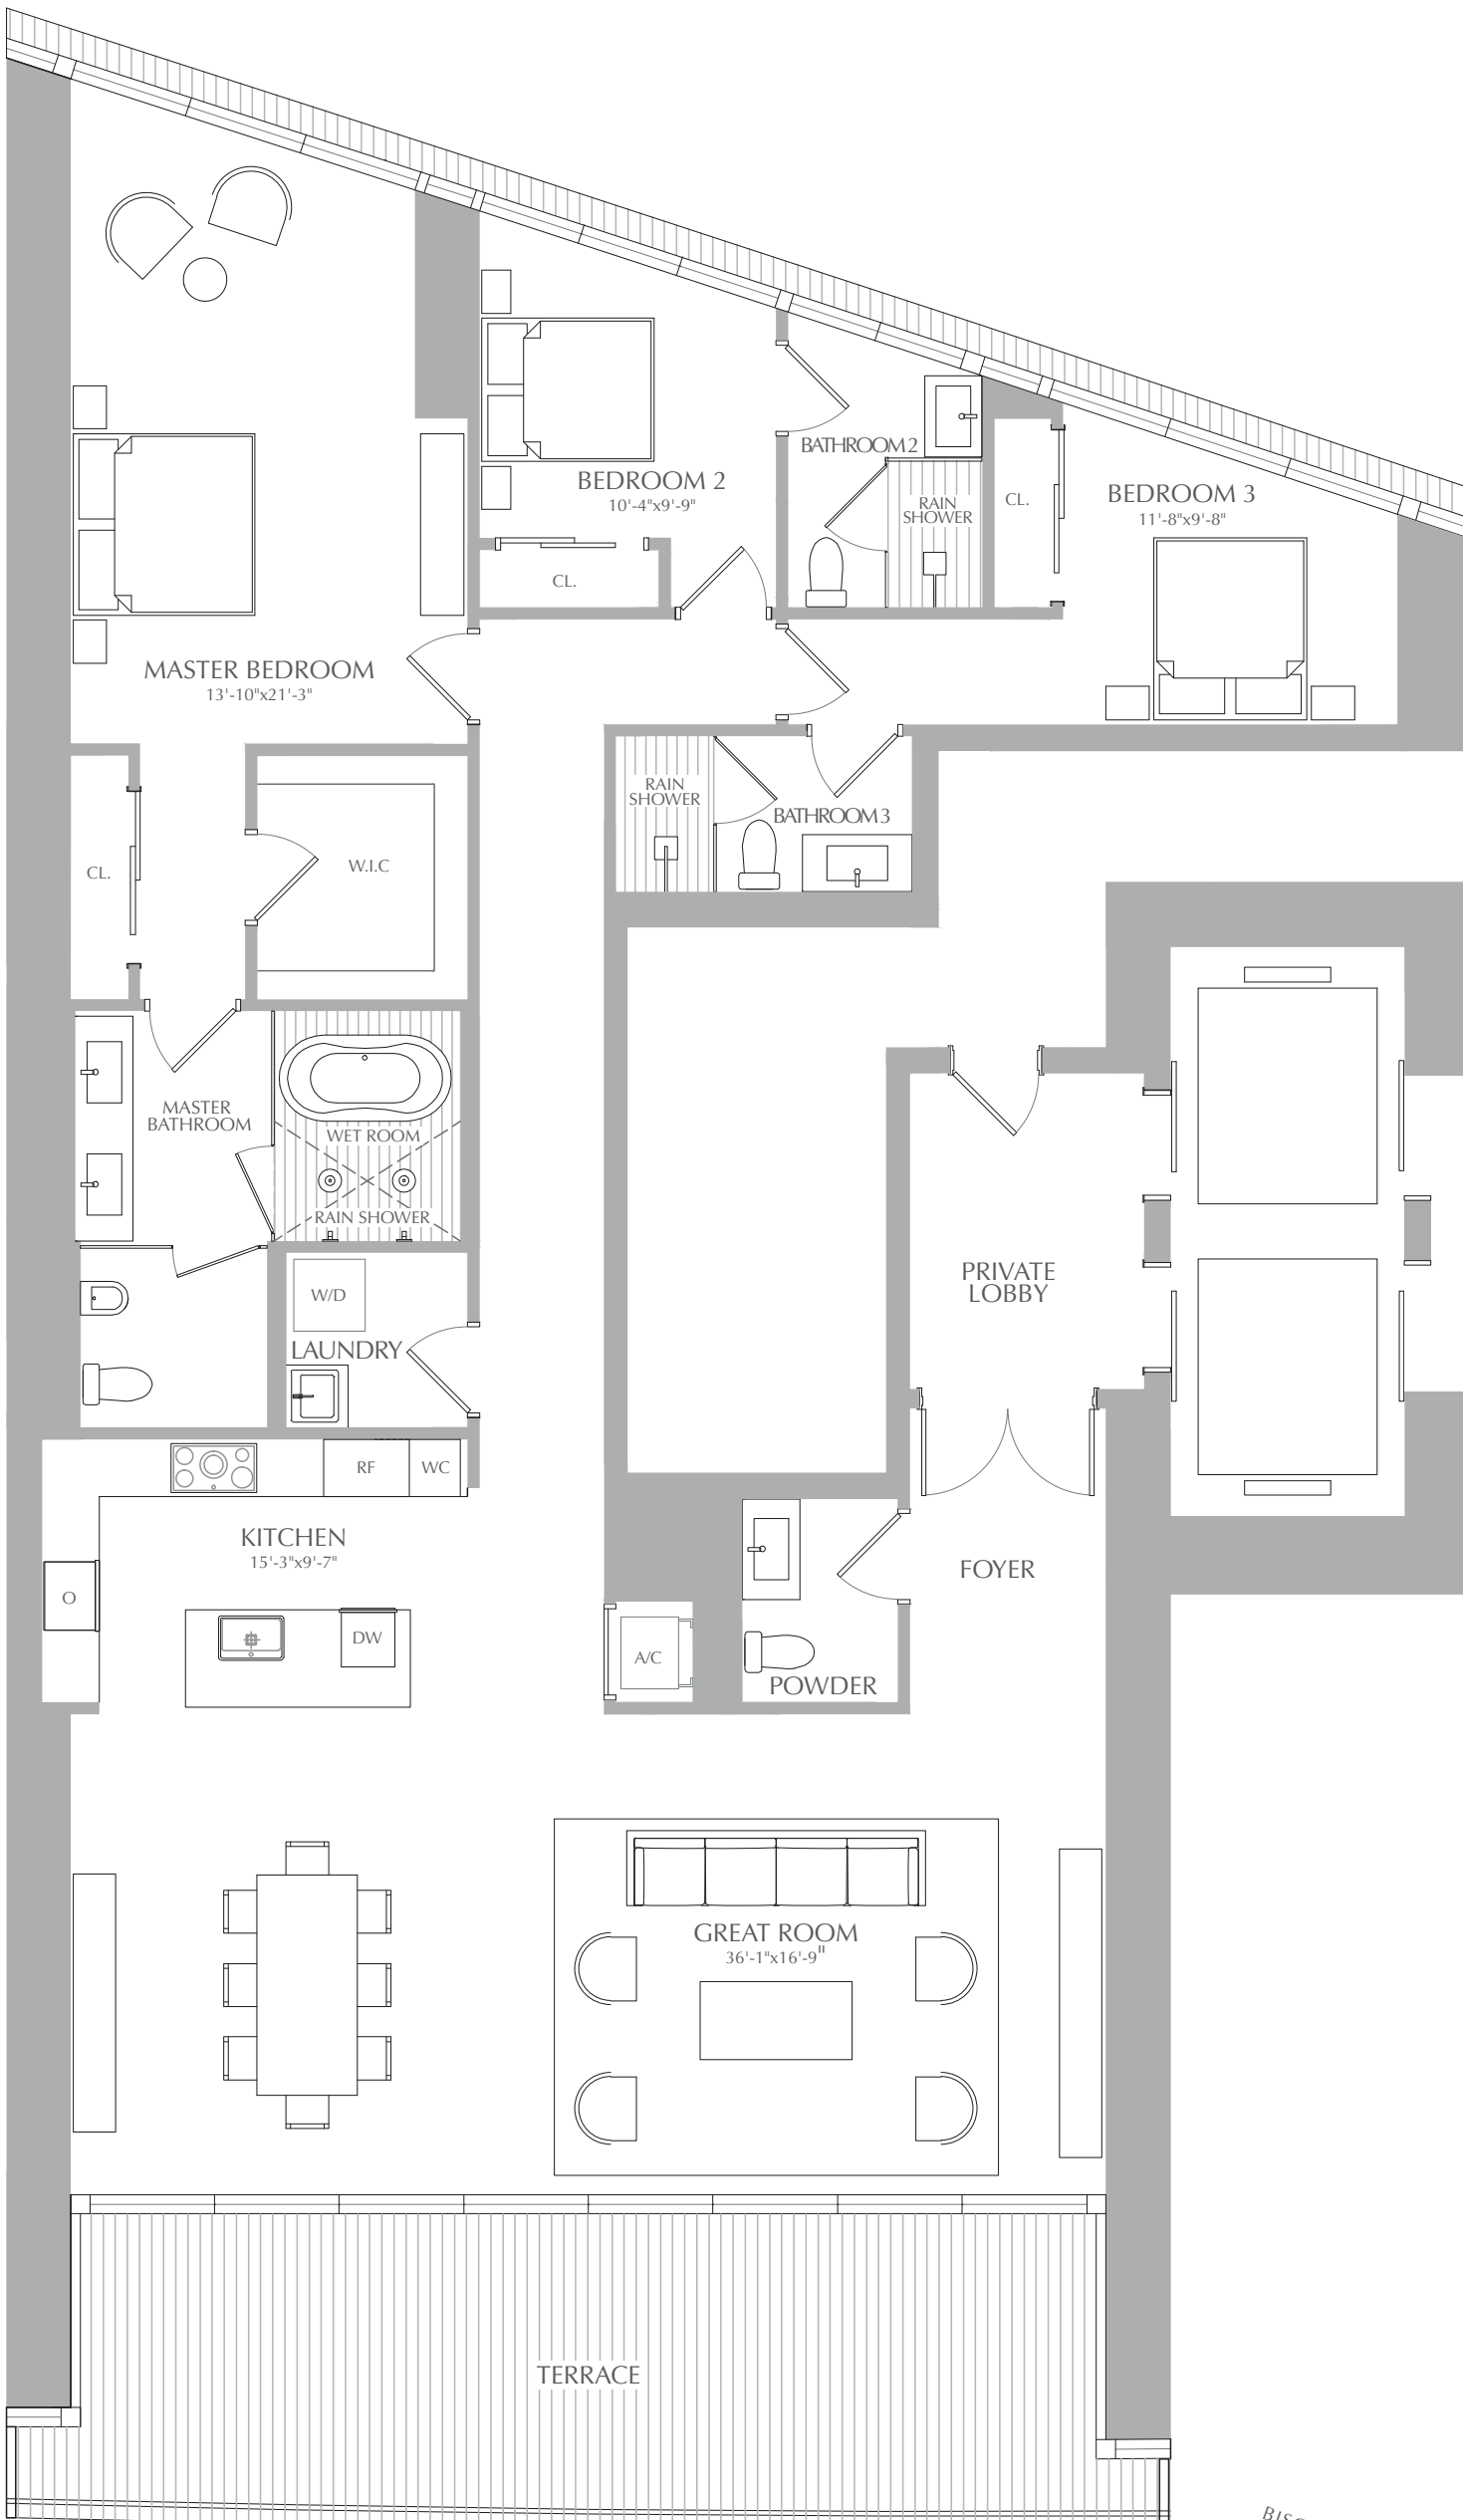 BATHROOM 2
BEDROOM 2
10'-4"x9'-9"
BEDROOM 3
11'-8"x9'-8"
CL.
RAIN
SHOWER
CL.
MASTER BEDROOM
13'-10"x21'-3"
RAIN
SHOWER
BATHROOM 3
CL.
W.I.C
MASTER
BATHROOM
WET ROOM
RAIN SHOWER
PRIVATE
LOBBY
W/D
LAUNDRY
RF
WC
KITCHEN
15'-3"x9'-7"
FOYER
O
DW
A/C
POWDER
GREAT ROOM
36'-1"x16'-9"
TERRACE